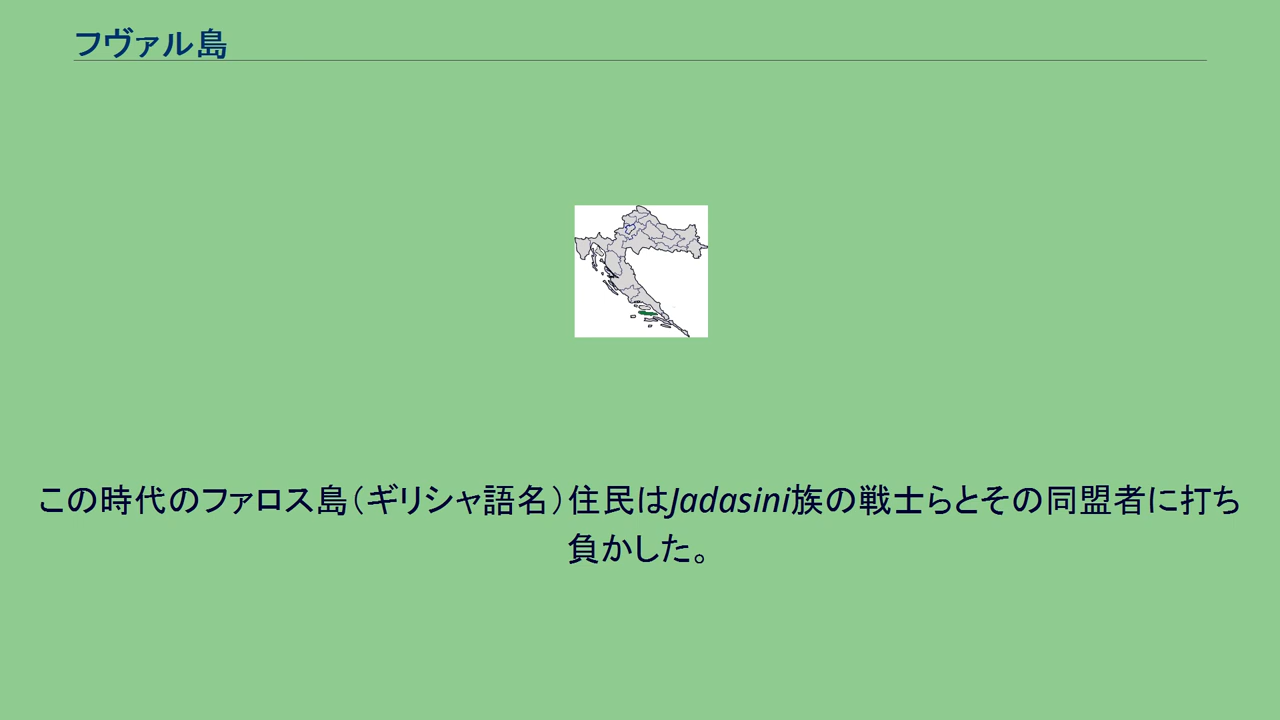 フヴァル島
この時代のファロス島（ギリシャ語名）住民はJadasini族の戦士らとその同盟者に打ち
負かした。